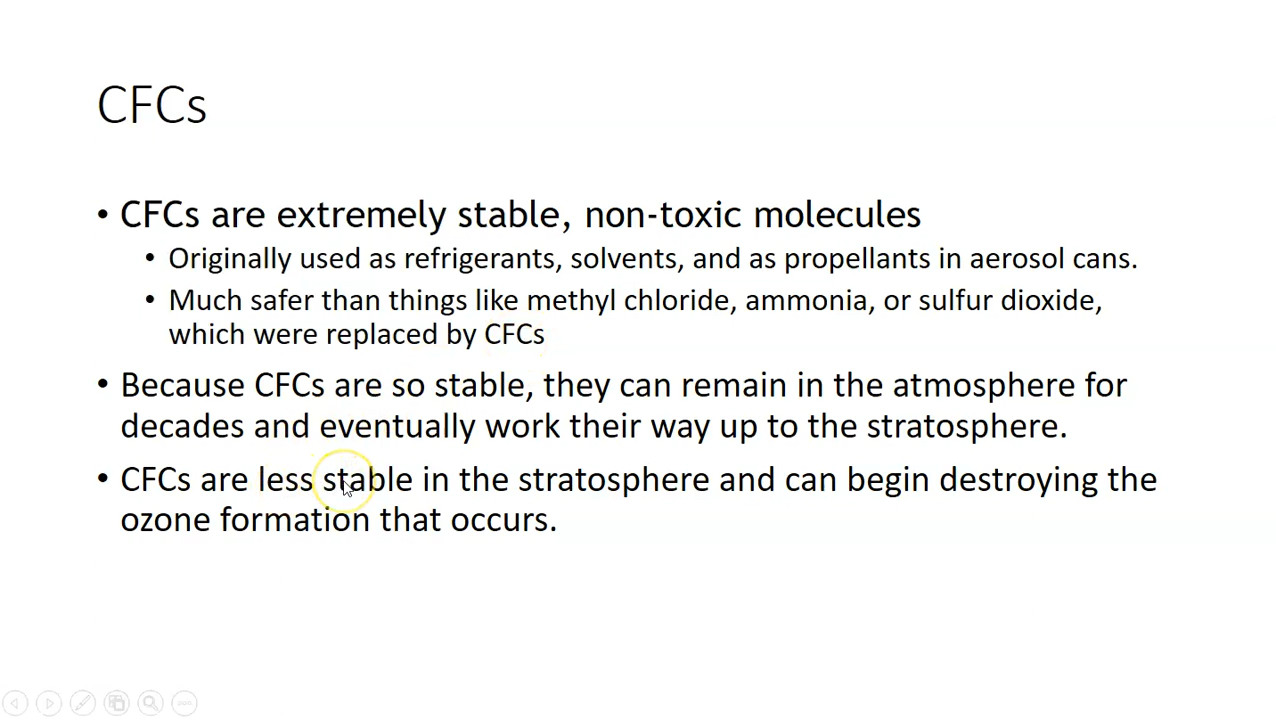 CFCs
• CFCs are extremely stable, non-toxic molecules
• Originally used as refrigerants, solvents, and as propellants in aerosol cans.
• Much safer than things like methyl chloride, ammonia, or sulfur dioxide,
which were replaced by CFCs
• Because CFCs are so stable, they can remain in the atmosphere for
decades and eventually work their way up to the stratosphere.
• CFCs are less stable in the stratosphere and can begin destroying the
ozone formation that occurs.